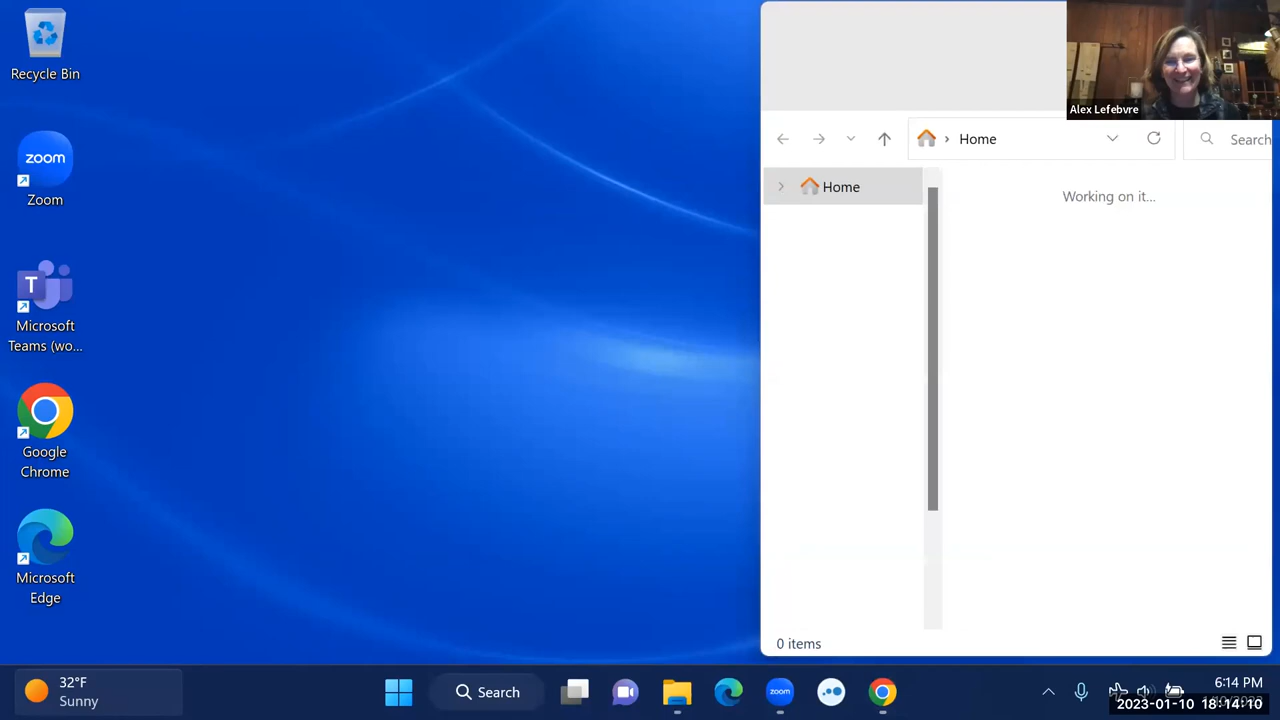 Recycle Bin
zoom
Zoom
T
Microsoft
Teams (wo...
Google
Chrome
Microsoft
Edge
Alex Lefebvre
Home
Search
Home
Working on it...
0 items
32°F
Sunny
Search
zoom
6:14 PM
2023-01-10 18:14:10